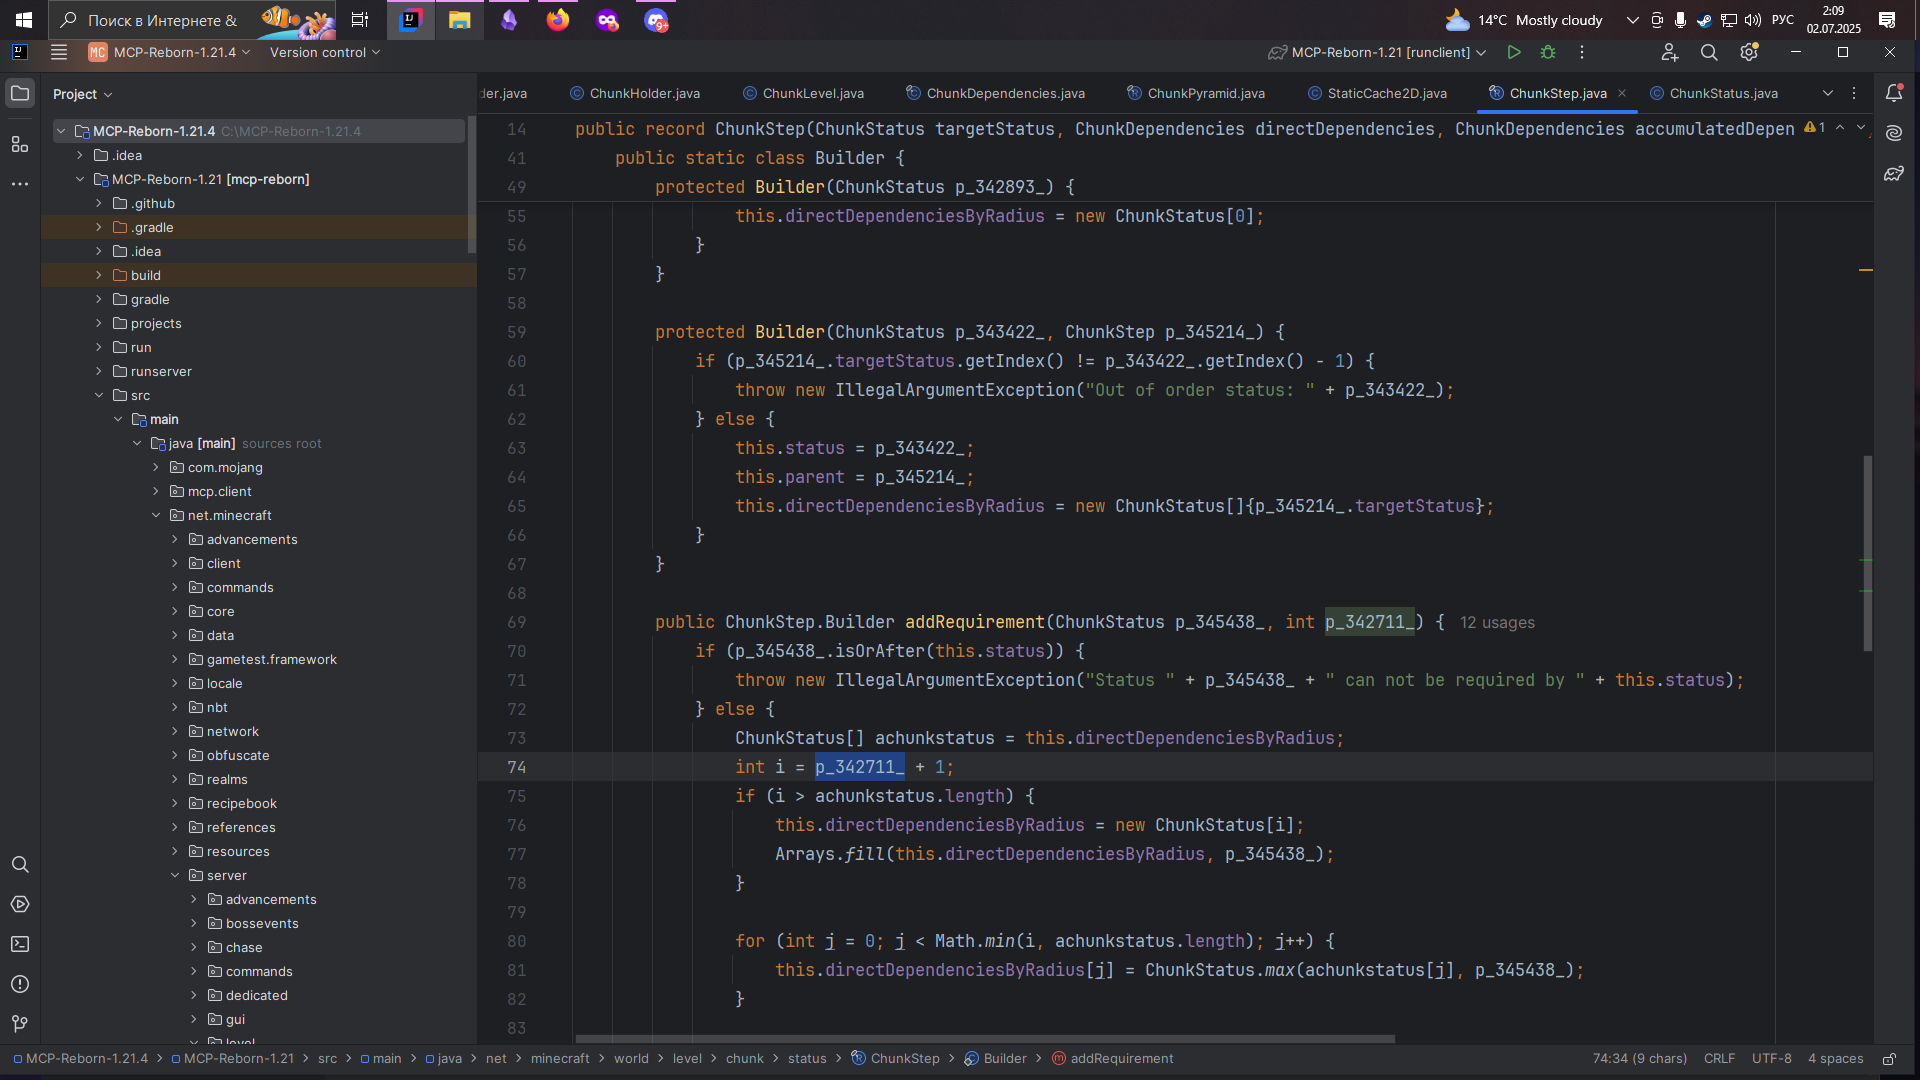 Поиск в Интернете &
9+
14°C Mostly cloudy
РУС
2:09
02.07.2025
MC MCP-Reborn-1.21.4
Version control
MCP-Reborn-1.21 [runclient]
Project
der.java
ChunkHolder.java
ChunkLevel.java
ChunkDependencies.java
ChunkPyramid.java
StaticCache2D.java
ChunkStep.java
ChunkStatus.java
MCP-Reborn-1.21.4 C:\MCP-Reborn-1.21.4
.idea
MCP-Reborn-1.21 [mcp-reborn]
.github
.gradle
.idea
build
gradle
projects
run
runserver
src
main
java [main] sources root
com.mojang
mcp.client
net.minecraft
advancements
client
commands
core
data
gametest.framework
locale
nbt
network
obfuscate
realms
recipebook
references
resources
server
advancements
bossevents
chase
commands
dedicated
gui
level
14 public record ChunkStep(ChunkStatus targetStatus, ChunkDependencies directDependencies, ChunkDependencies accumulatedDepen 1
41 public static class Builder {
49 protected Builder(ChunkStatus p_342893_) {
55 this.directDependenciesByRadius = new ChunkStatus[0];
56 }
57 }
58
59 protected Builder(ChunkStatus p_343422_, ChunkStep p_345214_) {
60 if (p_345214_.targetStatus.getIndex() != p_343422_.getIndex() - 1) {
61 throw new IllegalArgumentException("Out of order status: " + p_343422_);
62 } else {
63 this.status = p_343422_;
64 this.parent = p_345214_;
65 this.directDependenciesByRadius = new ChunkStatus[]{p_345214_.targetStatus};
66 }
67 }
68
69 public ChunkStep.Builder addRequirement(ChunkStatus p_345438_, int p_342711_) { 12 usages
70 if (p_345438_.isOrAfter(this.status)) {
71 throw new IllegalArgumentException("Status " + p_345438_ + " can not be required by " + this.status);
72 } else {
73 ChunkStatus[] achunkstatus = this.directDependenciesByRadius;
74 int i = p_342711_ + 1;
75 if (i > achunkstatus.length) {
76 this.directDependenciesByRadius = new ChunkStatus[i];
77 Arrays.fill(this.directDependenciesByRadius, p_345438_);
78 }
79
80 for (int j = 0; j < Math.min(i, achunkstatus.length); j++) {
81 this.directDependenciesByRadius[j] = ChunkStatus.max(achunkstatus[j], p_345438_);
82 }
83
MCP-Reborn-1.21.4 > MCP-Reborn-1.21 > src > main > java > net > minecraft > world > level > chunk > status > ChunkStep > Builder > addRequirement
74:34 (9 chars) CRLF UTF-8 4 spaces